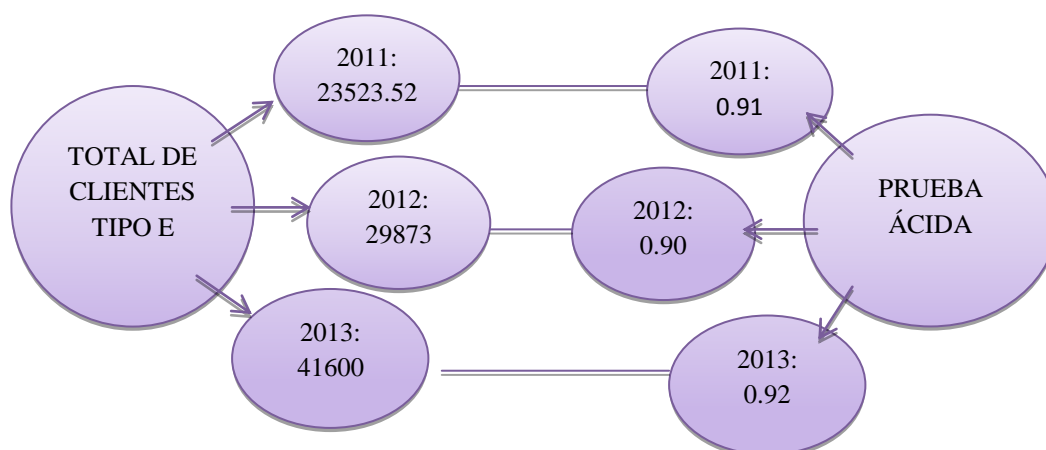 TOTAL DE
CLIENTES
TIPO E
2011:
23523.52
2012:
29873
2013:
41600
2011:
0.91
2012:
0.90
2013:
0.92
PRUEBA
ÁCIDA